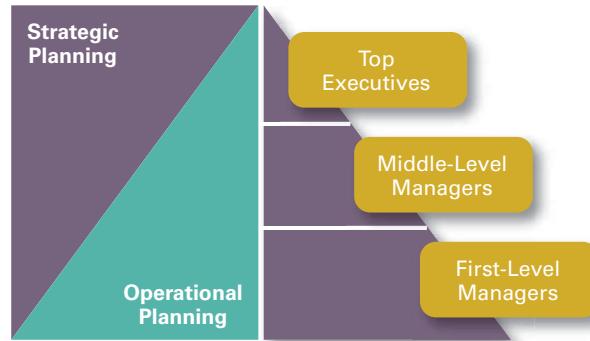 Strategic
Planning
Top
Executives
Middle-Level
Managers
First-Level
Managers
Operational
Planning